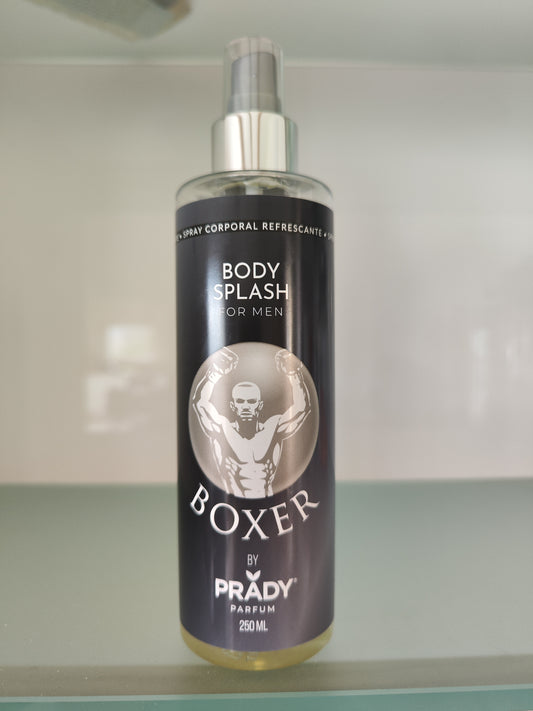 • SPRAY CORPORAL REFRESCANTE •
BODY
SPLASH
FOR MEN
BOXER
BY
PRADY®
PARFUM
250 ML